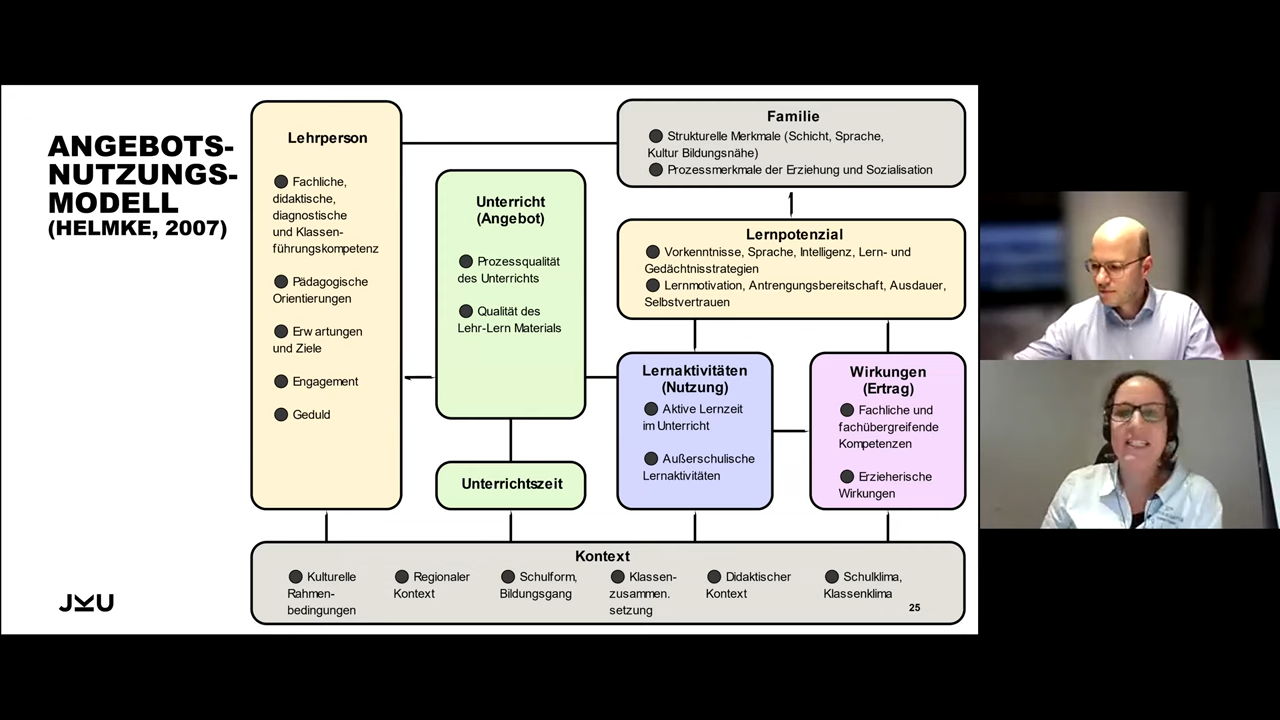 ANGEBOTS-
NUTZUNGS-
MODELL
(HELMKE, 2007)
Lehrperson
Fachliche,
didaktische,
diagnostische
und Klassen-
führungskompetenz
Pädagogische
Orientierungen
Erw artungen
und Ziele
Engagement
Geduld
Unterricht
(Angebot)
Prozessqualität
des Unterrichts
Qualität des
Lehr-Lern Materials
Unterrichtszeit
Familie
Strukturelle Merkmale (Schicht, Sprache,
Kultur Bildungsnähe)
Prozessmerkmale der Erziehung und Sozialisation
Lernpotenzial
Vorkenntnisse, Sprache, Intelligenz, Lern- und
Gedächtnisstrategien
Lernmotivation, Antrengungsbereitschaft, Ausdauer,
Selbstvertrauen
Lernaktivitäten
(Nutzung)
Aktive Lernzeit
im Unterricht
Außerschulische
Lernaktivitäten
Wirkungen
(Ertrag)
Fachliche und
fachübergreifende
Kompetenzen
Erzieherische
Wirkungen
Kontext
Kulturelle
Rahmen-
bedingungen
Regionaler
Kontext
Schulform,
Bildungsgang
Klassen-
zusammen.
setzung
Didaktischer
Kontext
Schulklima,
Klassenklima
25
JKU